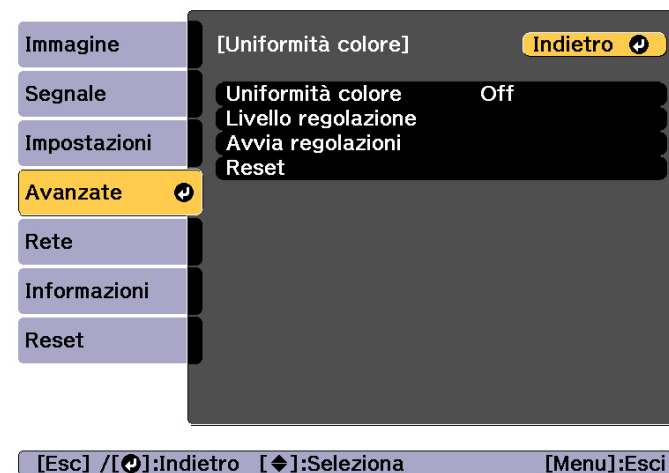 Immagine
Segnale
Impostazioni
Avanzate
Rete
Informazioni
Reset
[Uniformità colore] Indietro
Uniformità colore Off
Livello regolazione
Avvia regolazioni
Reset
[Esc] /[⏎]:Indietro [◆]:Seleziona [Menu]:Esci